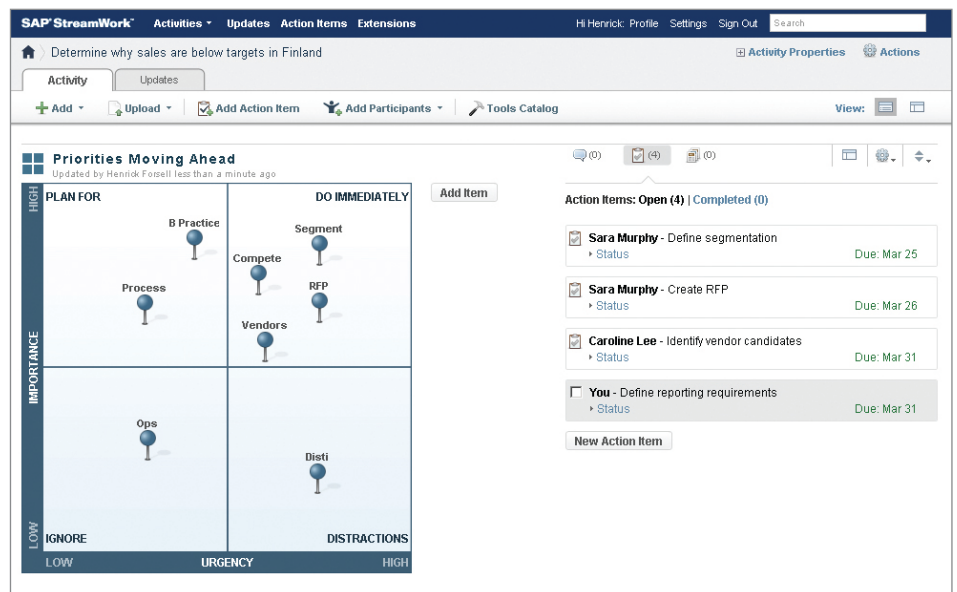 SAP® StreamWork™ Activities Updates Action Items Extensions Hi Henrick: Profile Settings Sign Out Search
Determine why sales are below targets in Finland Activity Properties Actions
Activity Updates
Add Upload Add Action Item Add Participants Tools Catalog View:
Priorities Moving Ahead
Updated by Henrick Forsell less than a minute ago
HIGH
IMPORTANCE
LOW
PLAN FOR
DO IMMEDIATELY
B Practice
Segment
Compete
Process
RFP
Vendors
Ops
Disti
IGNORE
DISTRACTIONS
LOW URGENCY HIGH
Add Item
(0) (4) (0)
Action Items: Open (4) | Completed (0)
Sara Murphy - Define segmentation
Status Due: Mar 25
Sara Murphy - Create RFP
Status Due: Mar 26
Caroline Lee - Identify vendor candidates
Status Due: Mar 31
You - Define reporting requirements
Status Due: Mar 31
New Action Item